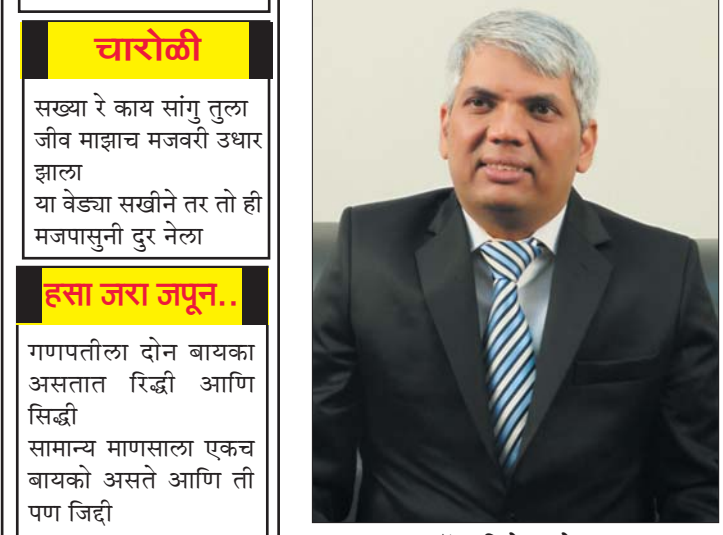 चारोळी
सख्या रे काय सांगु तुला
जीव माझाच मजवरी उधार
झाला
या वेड्या सखीने तर तो ही
मजपासुनी दुर नेला
हसा जरा जपून..
गणपतीला दोन बायका
असतात रिद्धी आणि
सिद्धी
सामान्य माणसाला एकच
बायको असते आणि ती
पण जिद्दी